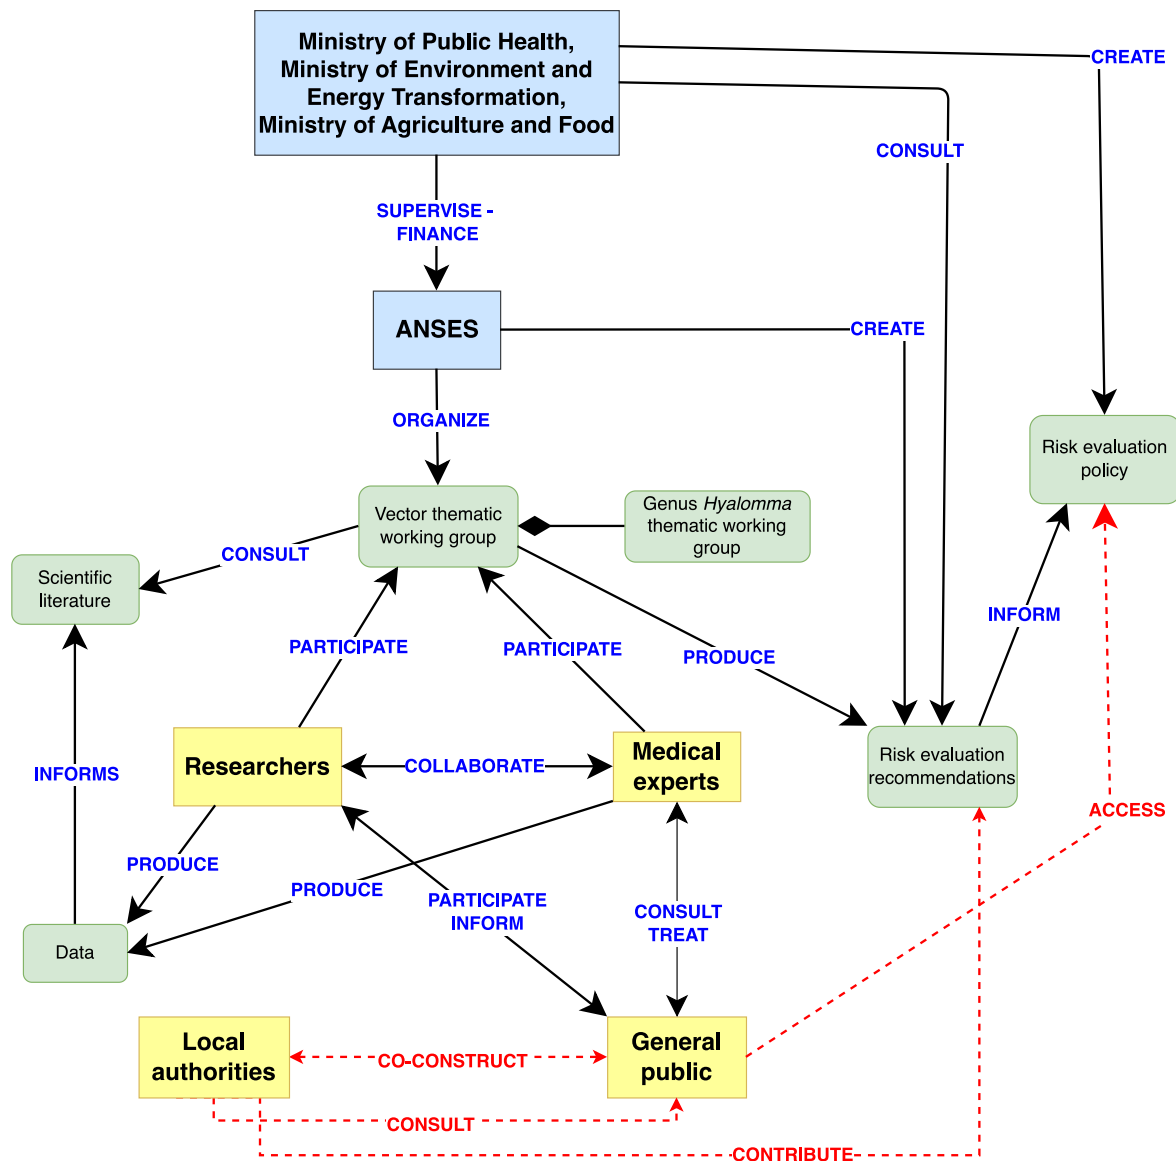 Ministry of Public Health,
Ministry of Environment and
Energy Transformation,
Ministry of Agriculture and Food
CREATE
CONSULT
SUPERVISE -
FINANCE
ANSES
CREATE
ORGANIZE
Risk evaluation
policy
Vector thematic
working group
Genus Hyalomma
thematic working
group
CONSULT
Scientific
literature
INFORM
PARTICIPATE
PARTICIPATE
PRODUCE
Researchers
COLLABORATE
Medical
experts
Risk evaluation
recommendations
INFORMS
ACCESS
PRODUCE
PRODUCE
PARTICIPATE
INFORM
CONSULT
TREAT
Data
Local
authorities
CO-CONSTRUCT
General
public
CONSULT
CONTRIBUTE